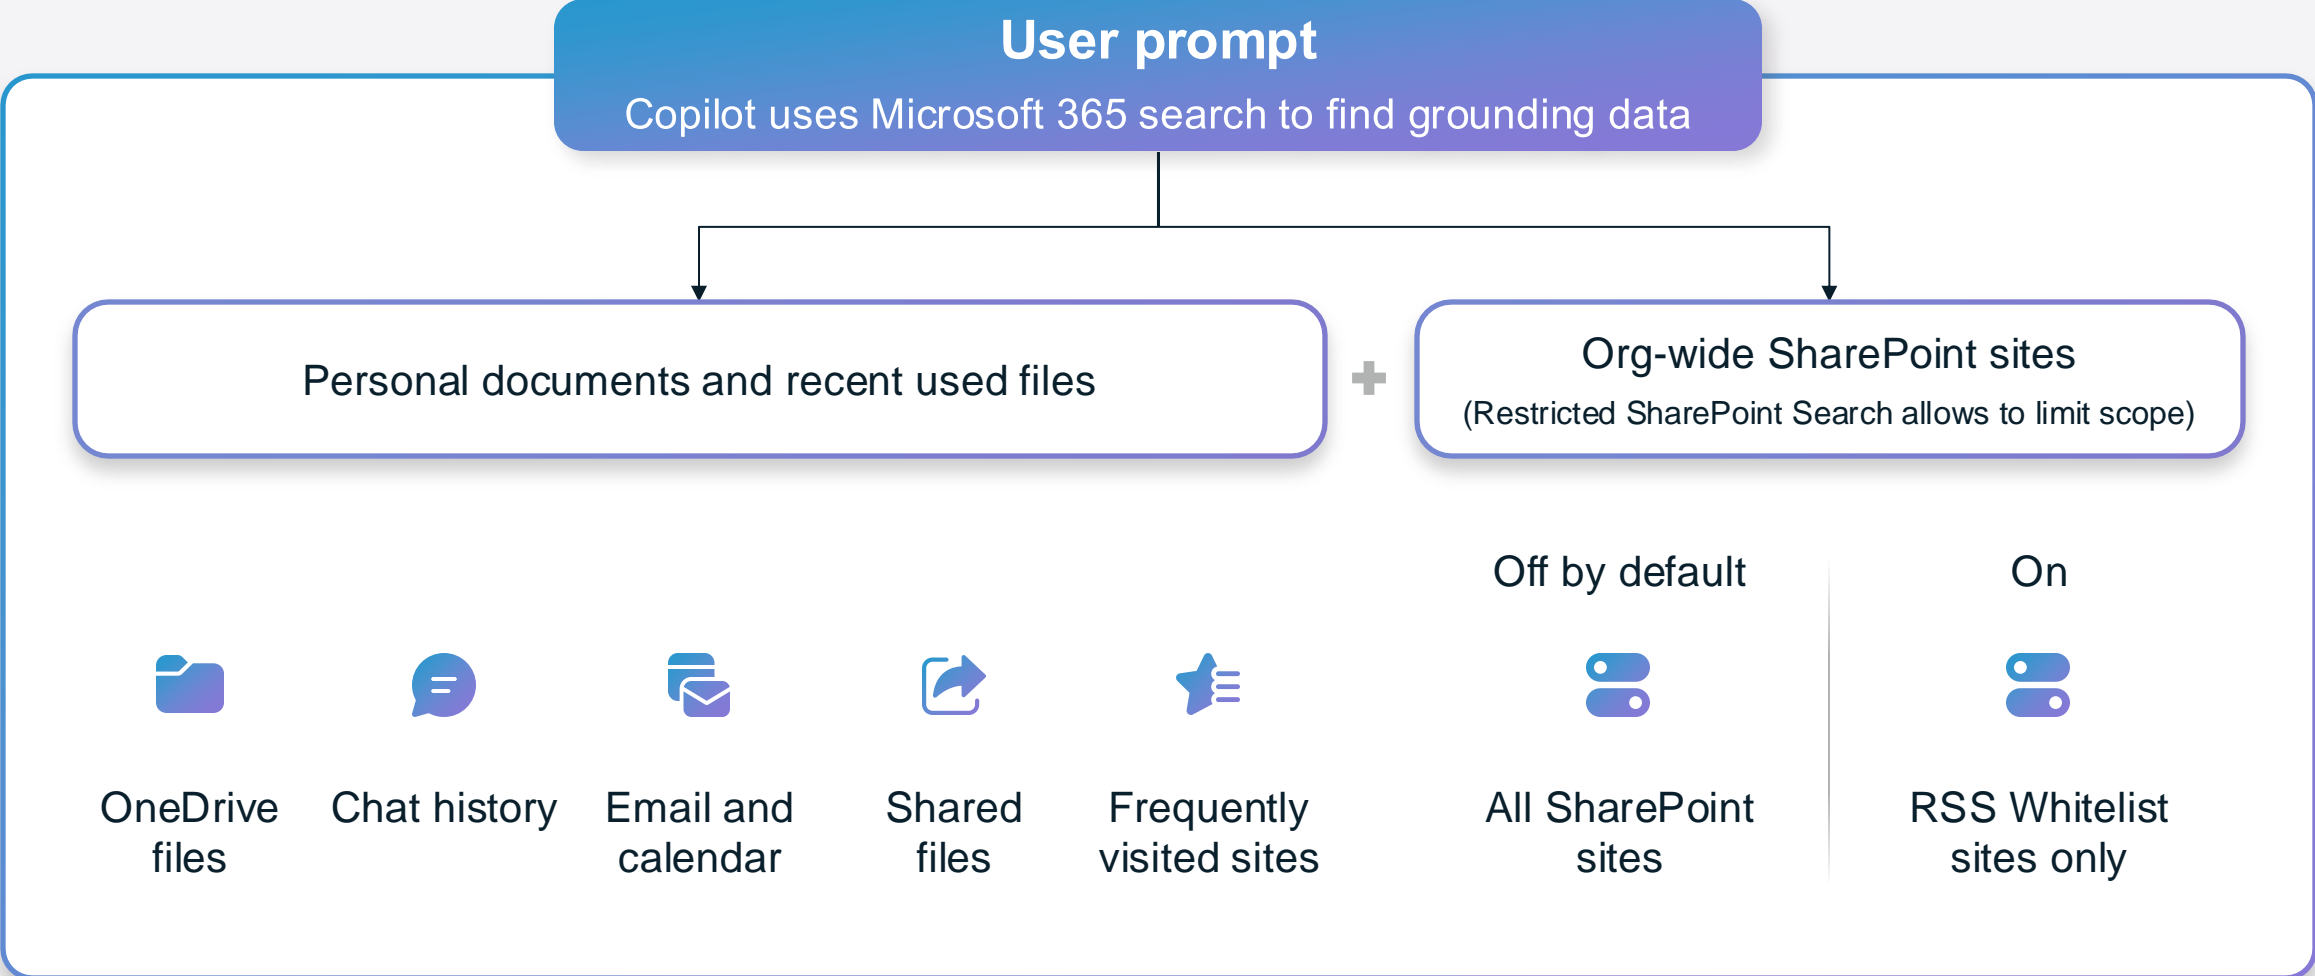 User prompt
Copilot uses Microsoft 365 search to find grounding data
Personal documents and recent used files
Org-wide SharePoint sites
(Restricted SharePoint Search allows to limit scope)
Off by default
On
OneDrive
files
Chat history
Email and
calendar
Shared
files
Frequently
visited sites
All SharePoint
sites
RSS Whitelist
sites only